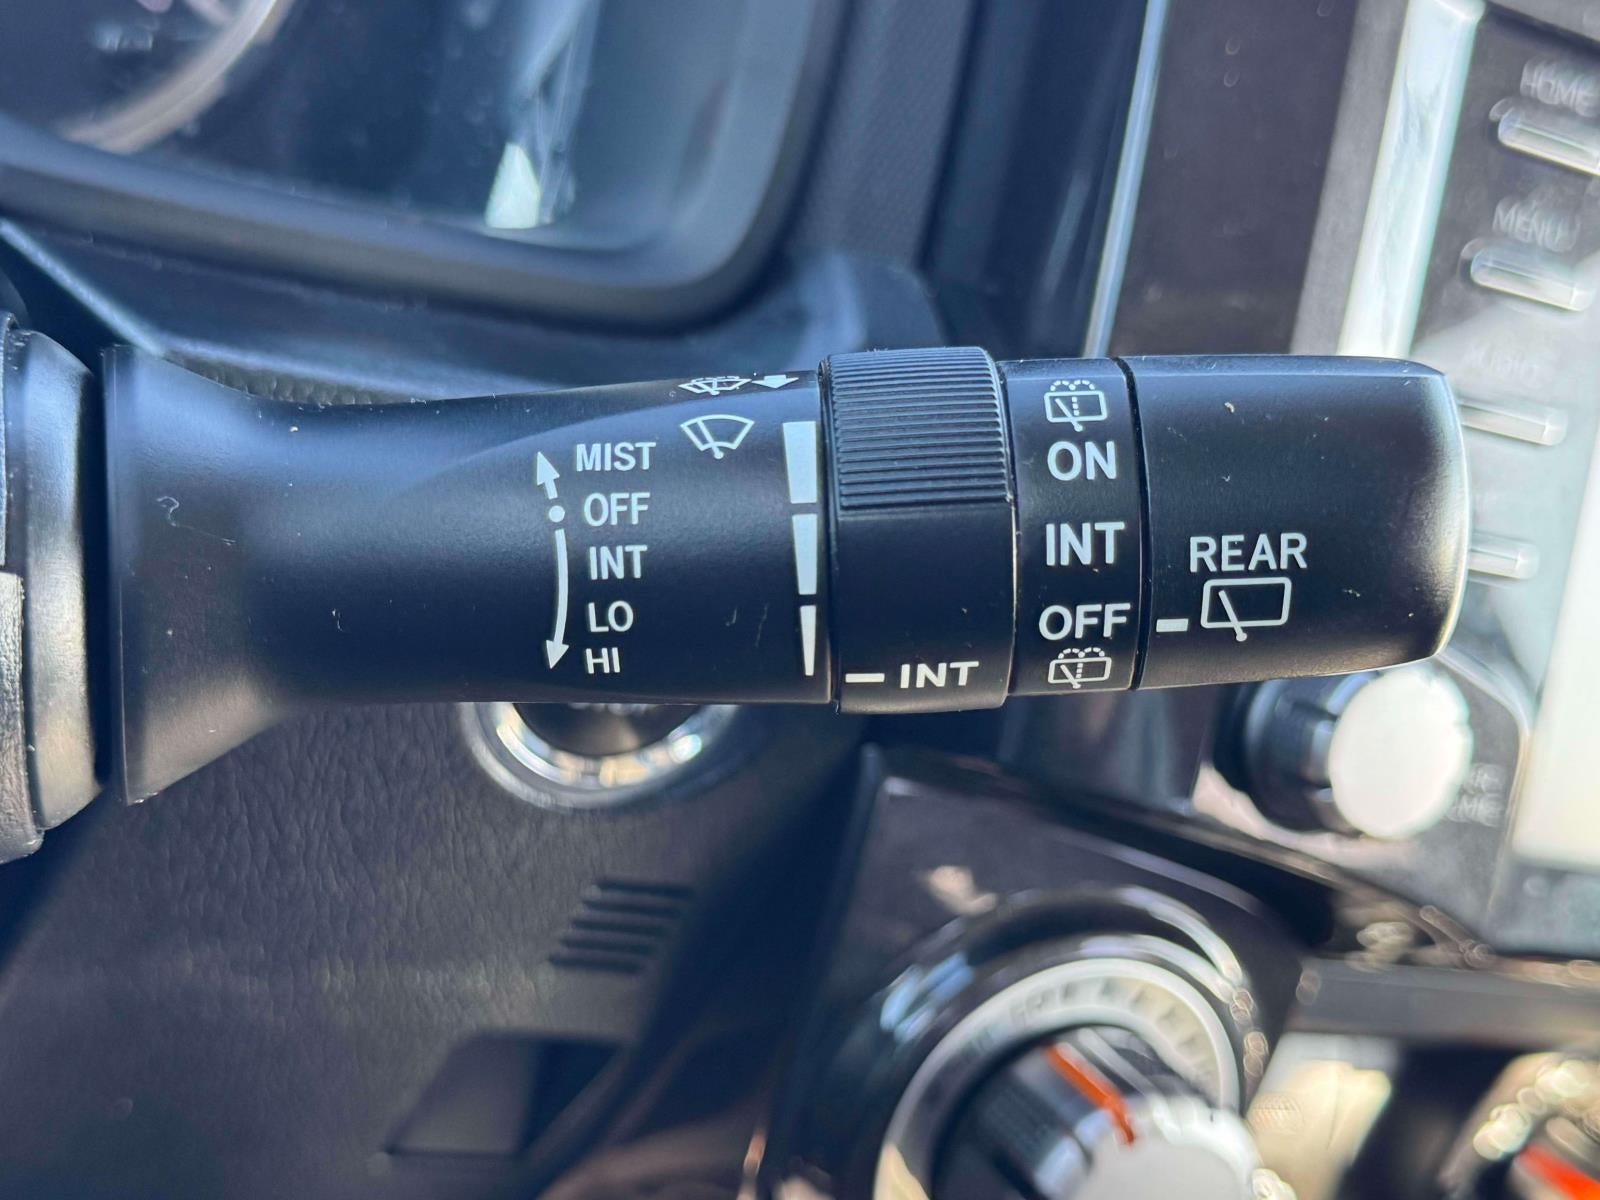 MIST
OFF
INT
LO
HI
INT
ON
INT
OFF
REAR
HOME
MENU